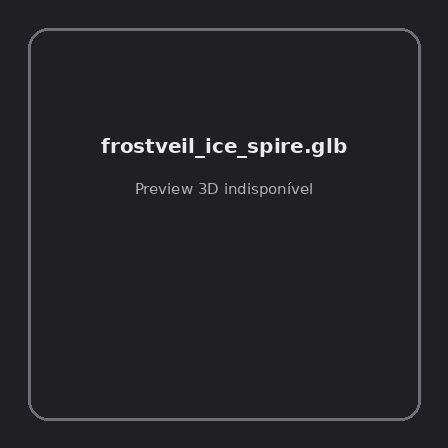 frostveil_ice_spire.glb
Preview 3D indisponível